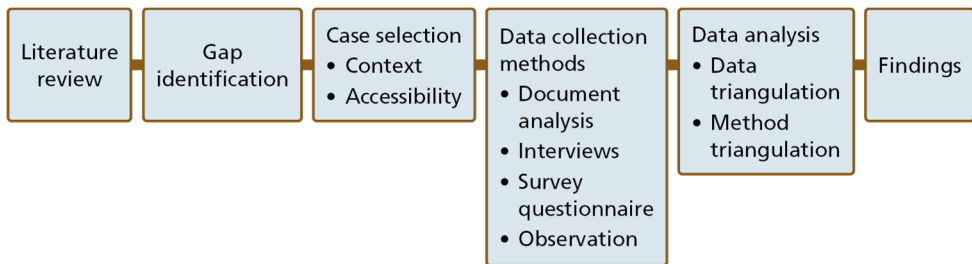 Literature
review
Gap
identification
Case selection
• Context
• Accessibility
Data collection
methods
• Document
analysis
• Interviews
• Survey
questionnaire
• Observation
Data analysis
• Data
triangulation
• Method
triangulation
Findings